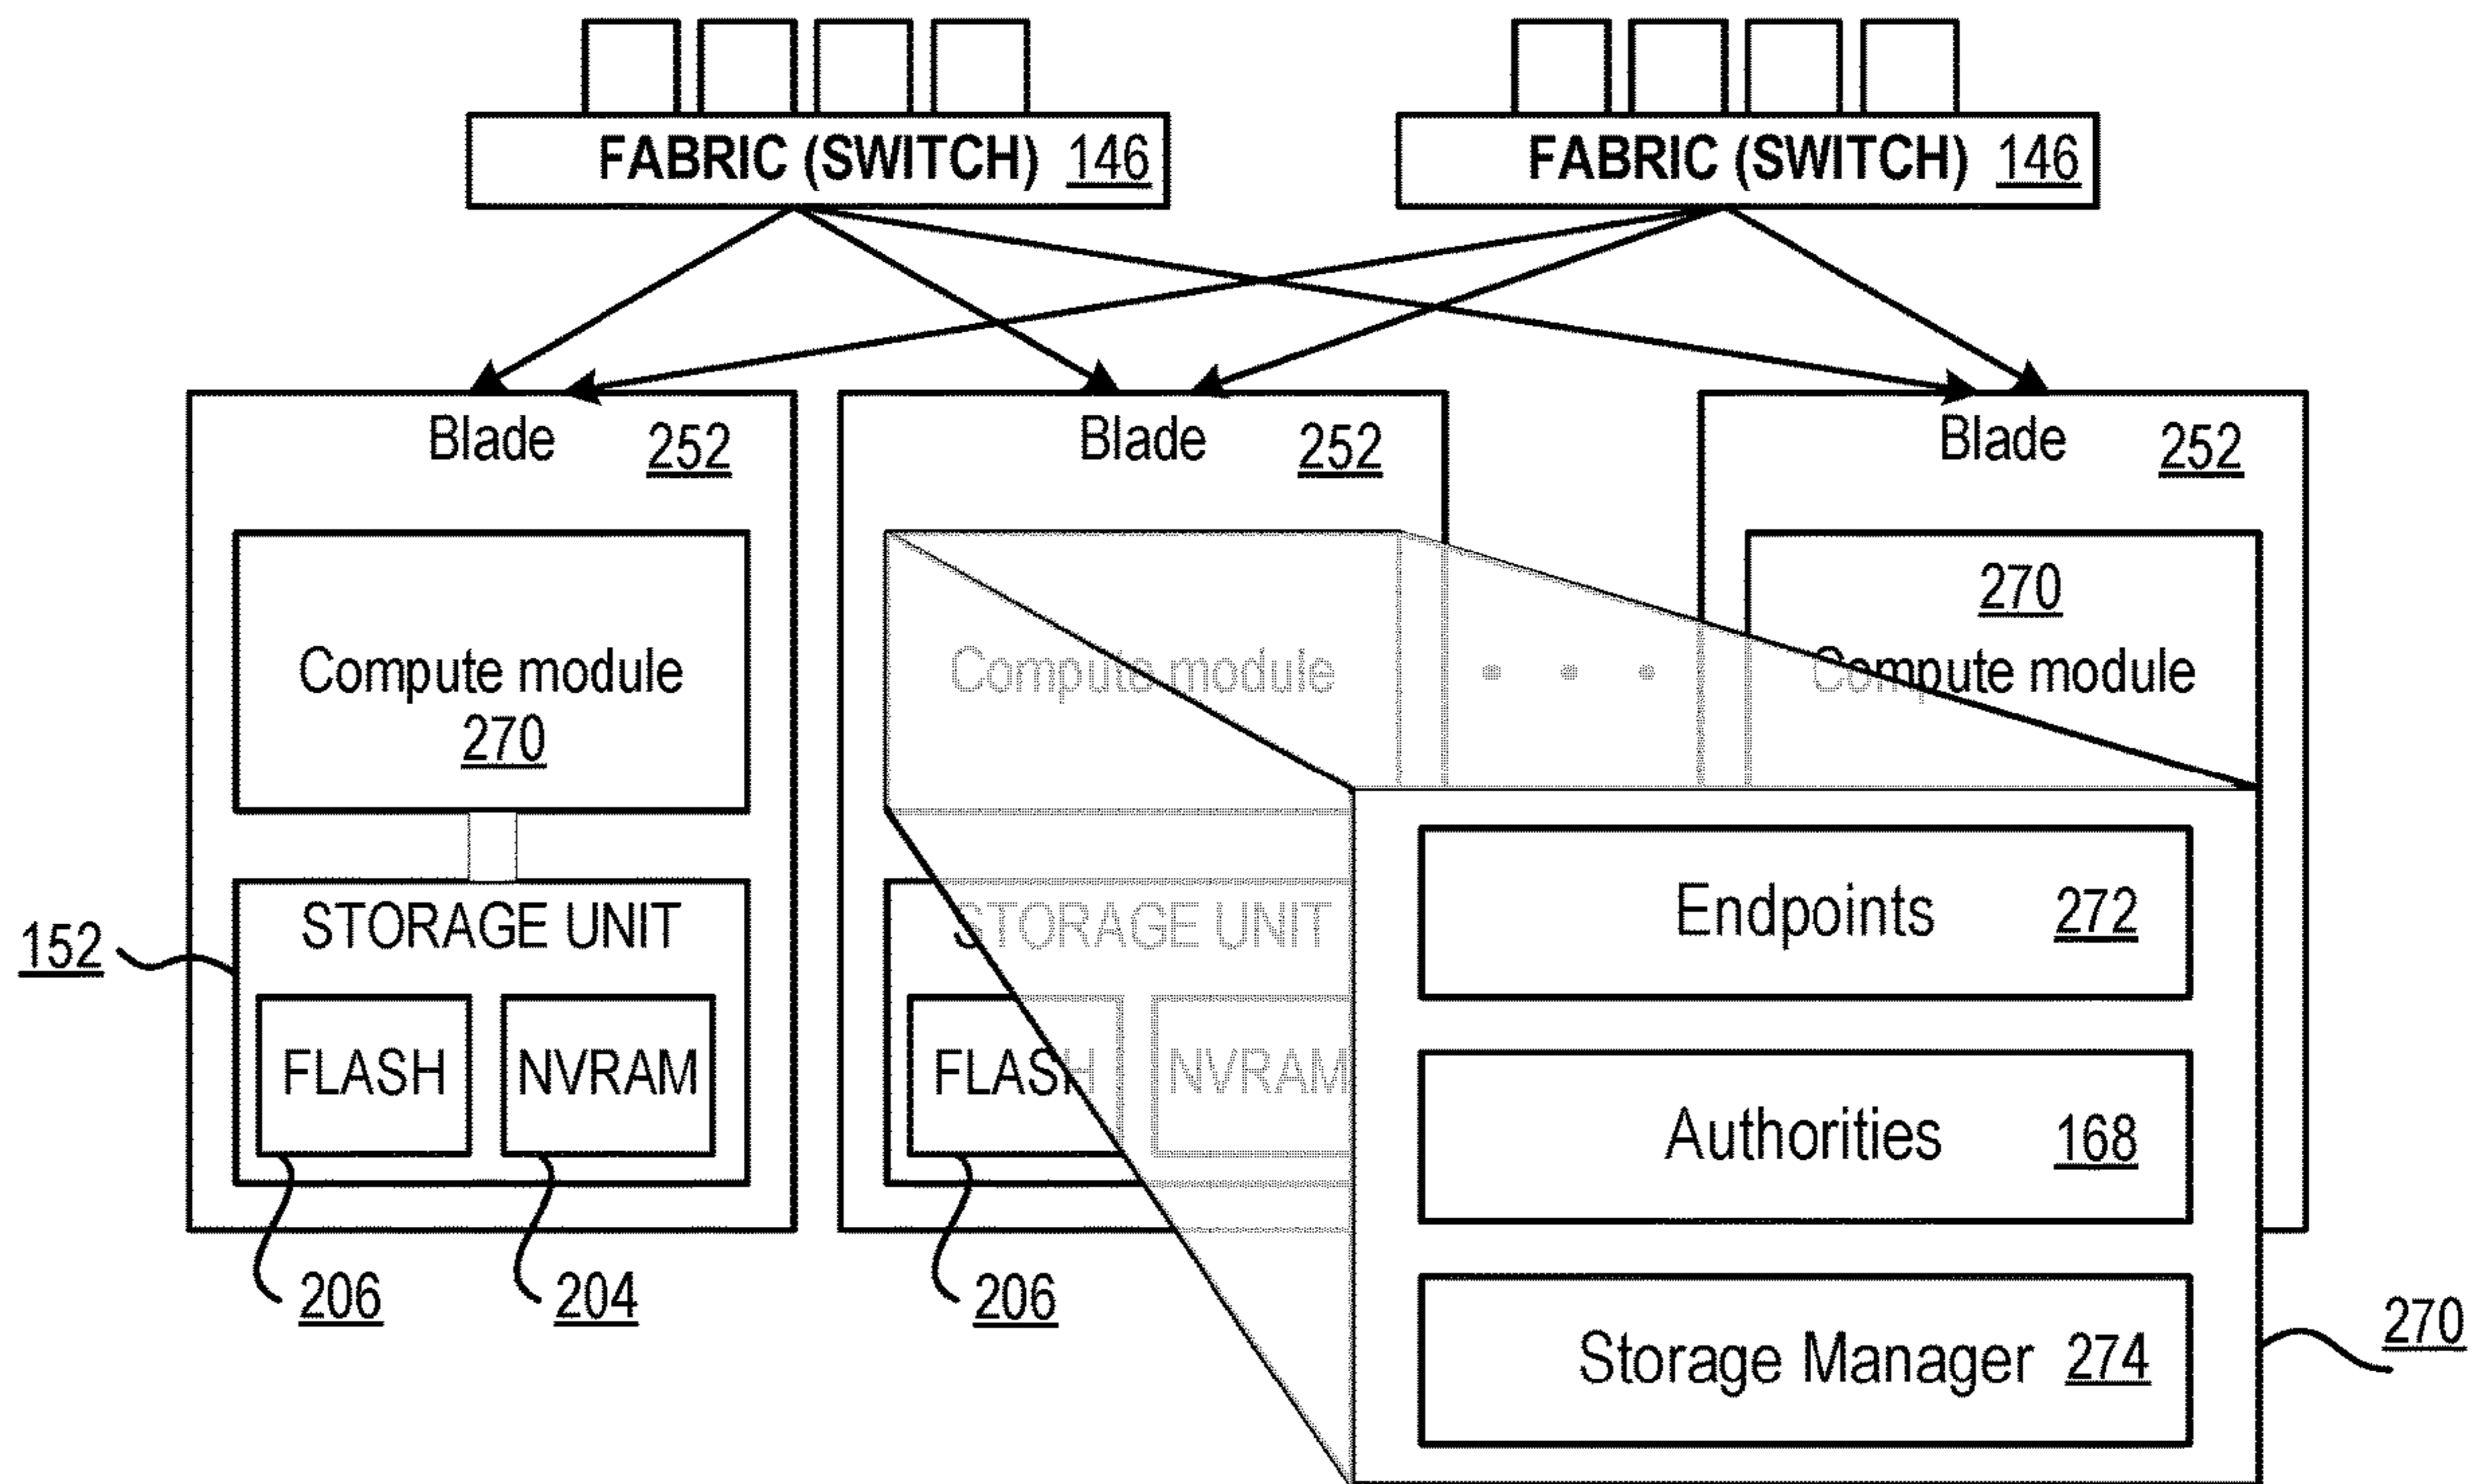 FABRIC (SWITCH) 146
FABRIC (SWITCH) 146
Blade 252
Blade 252
Blade 252
Compute module
270
Compute module
270
Compute module
STORAGE UNIT
152
FLASH
NVRAM
206
204
STORAGE UNIT
FLASH
NVRAM
206
Endpoints 272
Authorities 168
Storage Manager 274
270